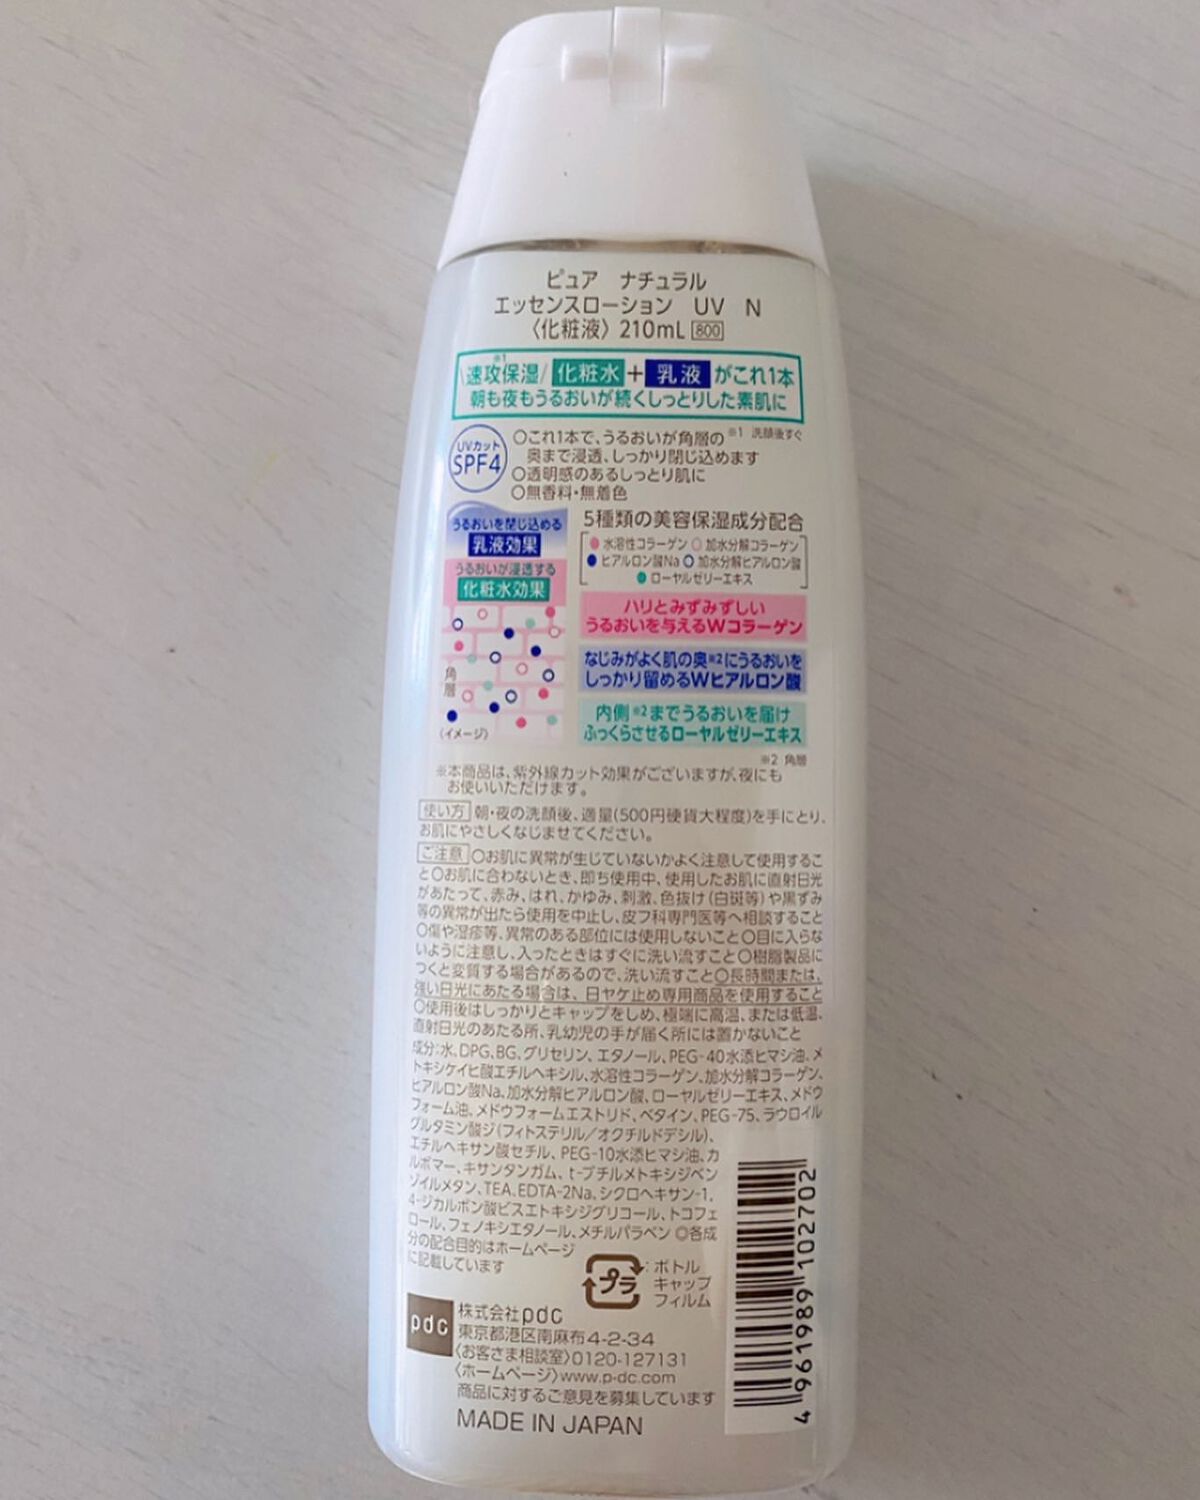 ピュア ナチュラル
エッセンスローション UV N
〈化粧液〉210mL 800
\速攻保湿※1/ 化粧水+乳液 がこれ1本
朝も夜もうるおいが続くしっとりした素肌に
UVカット
SPF4
○これ1本で、うるおいが角層の ※1 洗顔後すぐ
奥まで浸透、しっかり閉じ込めます
○透明感のあるしっとり肌に
○無香料・無着色
うるおいを閉じ込める
乳液効果
うるおいが浸透する
化粧水効果
角層
〈イメージ〉
5種類の美容保湿成分配合
水溶性コラーゲン 加水分解コラーゲン
ヒアルロン酸Na 加水分解ヒアルロン酸
ローヤルゼリーエキス
ハリとみずみずしい
うるおいを与えるWコラーゲン
なじみがよく肌の奥※2にうるおいを
しっかり留めるWヒアルロン酸
内側※2までうるおいを届け
ふっくらさせるローヤルゼリーエキス
※2 角層
※本商品は、紫外線カット効果がございますが、夜にも
お使いいただけます。
使い方 朝・夜の洗顔後、適量(500円硬貨大程度)を手にとり、
お肌にやさしくなじませてください。
ご注意 ○お肌に異常が生じていないかよく注意して使用するこ
と○お肌に合わないとき、即ち使用中、使用したお肌に直射日光
があたって、赤み、はれ、かゆみ、刺激、色抜け(白斑等)や黒ずみ
等の異常が出たら使用を中止し、皮フ科専門医等へ相談すること
○傷や湿疹等、異常のある部位には使用しないこと○目に入らな
いように注意し、入ったときはすぐに洗い流すこと○樹脂製品に
つくと変質する場合があるので、洗い流すこと○長時間または、
強い日光にあたる場合は、日ヤケ止め専用商品を使用すること
○使用後はしっかりとキャップをしめ、極端に高温、または低温、
直射日光のあたる所、乳幼児の手が届く所には置かないこと
成分:水、DPG、BG、グリセリン、エタノール、PEG-40水添ヒマシ油、メ
トキシケイヒ酸エチルヘキシル、水溶性コラーゲン、加水分解コラーゲン、
ヒアルロン酸Na、加水分解ヒアルロン酸、ローヤルゼリーエキス、メドウ
フォーム油、メドウフォームエストリド、ベタイン、PEG-75、ラウロイル
グルタミン酸ジ(フィトステリル/オクチルドデシル)、
エチルヘキサン酸セチル、PEG-10水添ヒマシ油、カ
ルボマー、キサンタンガム、t-ブチルメトキシジベン
ゾイルメタン、TEA、EDTA-2Na、シクロヘキサン-1,
4-ジカルボン酸ビスエトキシジグリコール、トコフェ
ロール、フェノキシエタノール、メチルパラベン ◎各成
分の配合目的はホームページ
に記載しています
プラ :ボトル
キャップ
フィルム
pdc
株式会社pdc
東京都港区南麻布4-2-34
〈お客さま相談室〉0120-127131
〈ホームページ〉www.p-dc.com
商品に対するご意見を募集しています
MADE IN JAPAN
4 961989 102702